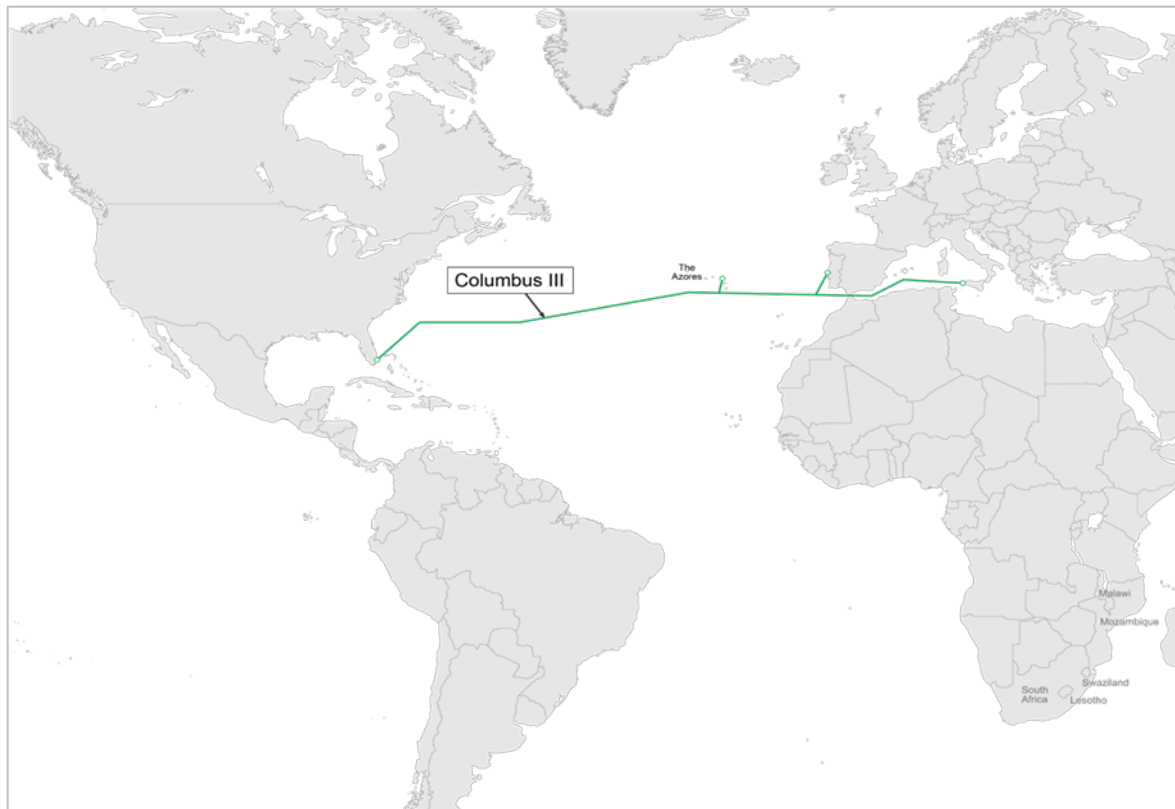 The
Azores
Columbus III
Malawi
Mozambique
Swaziland
South
Africa
Lesotho